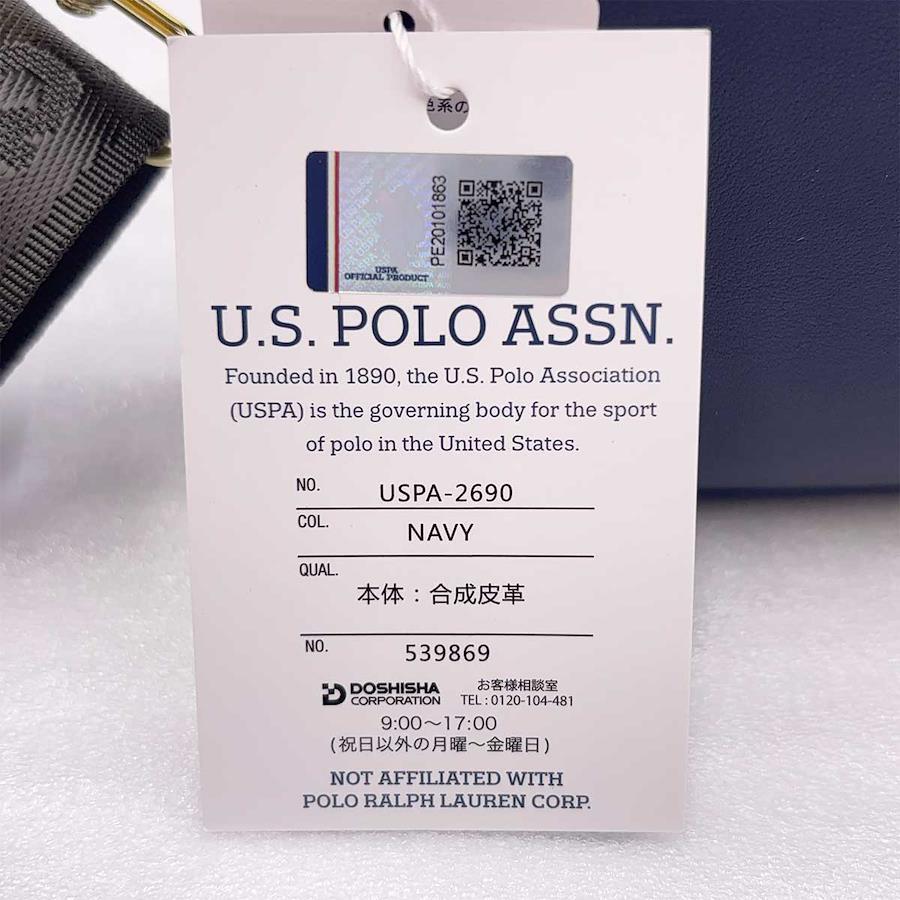 色系の
PE20101863
USPA
OFFICIAL PRODUCT
U.S. POLO ASSN.
Founded in 1890, the U.S. Polo Association
(USPA) is the governing body for the sport
of polo in the United States.
NO. USPA-2690
COL. NAVY
QUAL.
本体：合成皮革
NO. 539869
DOSHISHA
CORPORATION
お客様相談室
TEL : 0120-104-481
9:00〜17:00
(祝日以外の月曜〜金曜日)
NOT AFFILIATED WITH
POLO RALPH LAUREN CORP.